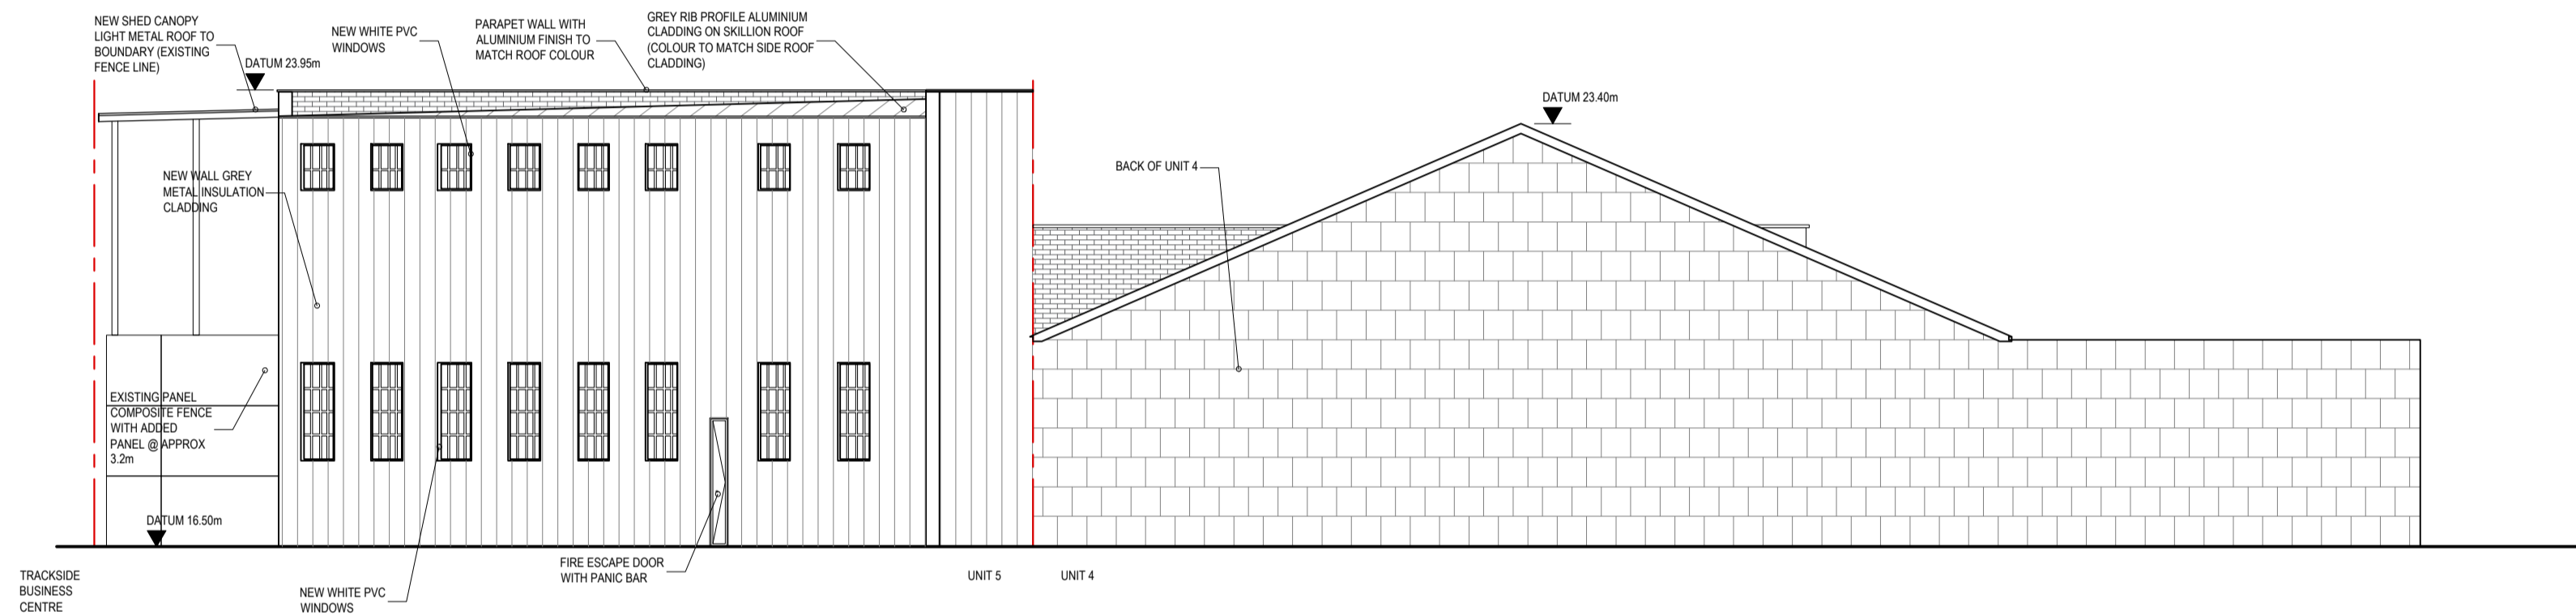 NEW SHED CANOPY
LIGHT METAL ROOF TO
BOUNDARY (EXISTING
FENCE LINE)
DATUM 23.95m
NEW WHITE PVC
WINDOWS
PARAPET WALL WITH
ALUMINIUM FINISH TO
MATCH ROOF COLOUR
GREY RIB PROFILE ALUMINIUM
CLADDING ON SKILLION ROOF
(COLOUR TO MATCH SIDE ROOF
CLADDING)
DATUM 23.40m
BACK OF UNIT 4
NEW WALL GREY
METAL INSULATION
CLADDING
EXISTING PANEL
COMPOSITE FENCE
WITH ADDED
PANEL @ APPROX
3.2m
DATUM 16.50m
TRACKSIDE
BUSINESS
CENTRE
NEW WHITE PVC
WINDOWS
FIRE ESCAPE DOOR
WITH PANIC BAR
UNIT 5
UNIT 4